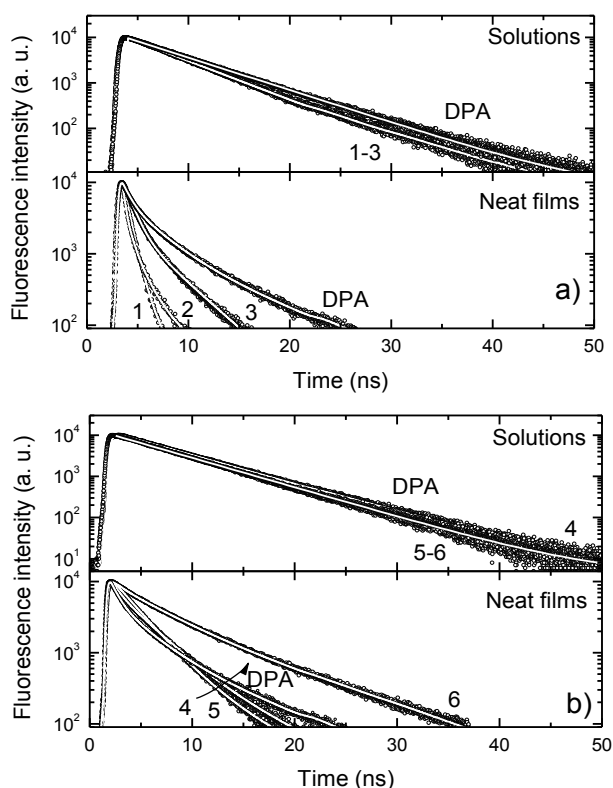 Fluorescence intensity (a. u.)
10⁴
10³
10²
Solutions
DPA
1-3
10⁴
10³
10²
Neat films
DPA
1
2
3
a)
0 10 20 30 40 50
Time (ns)
Fluorescence intensity (a. u.)
10⁴
10³
10²
10¹
Solutions
DPA
4
5-6
10⁴
10³
10²
Neat films
DPA
4
5
6
b)
0 10 20 30 40 50
Time (ns)